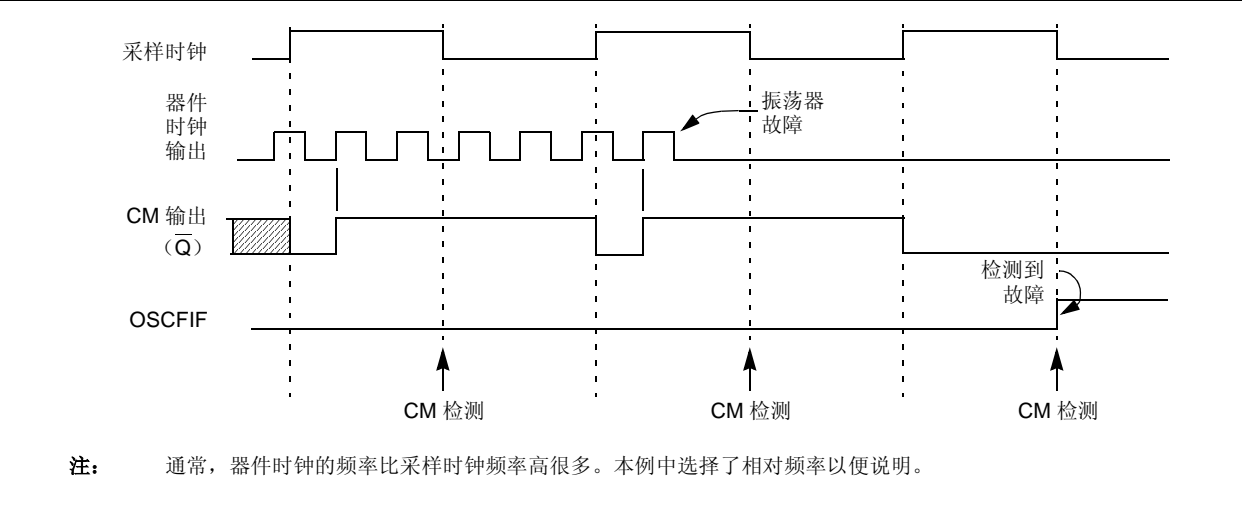 采样时钟
器件
时钟
输出
振荡器
故障
CM 输出
（Q̅）
检测到
故障
OSCFIF
CM 检测
CM 检测
CM 检测
注： 通常，器件时钟的频率比采样时钟频率高很多。本例中选择了相对频率以便说明。